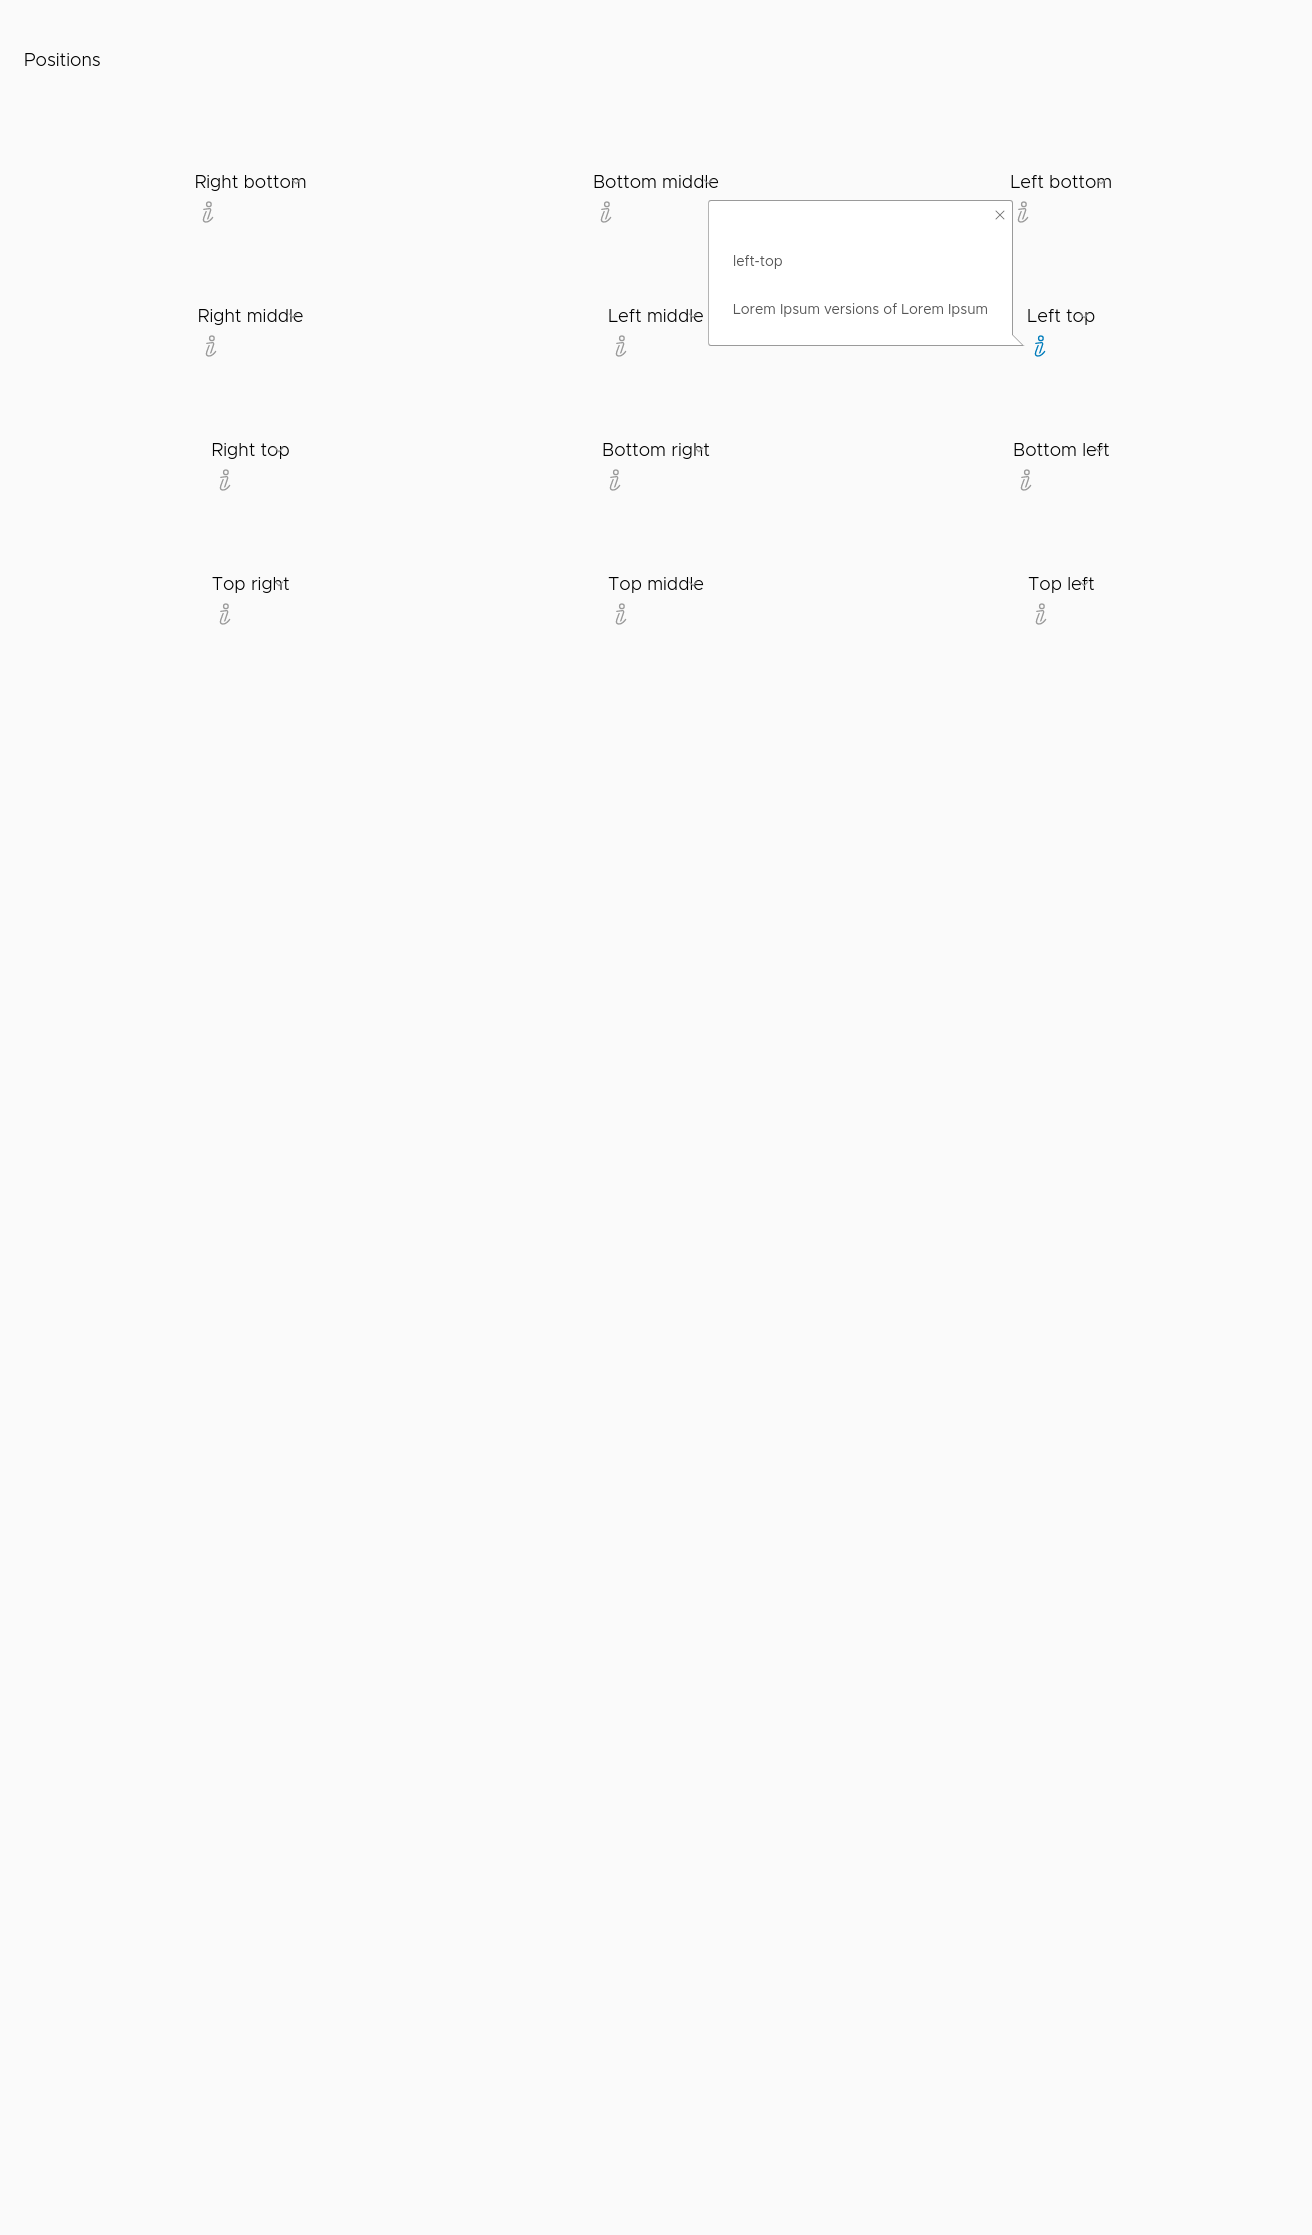 Positions
Right bottom
Bottom middle
Left bottom
left-top
Lorem Ipsum versions of Lorem Ipsum
Right middle
Left middle
Left top
Right top
Bottom right
Bottom left
Top right
Top middle
Top left